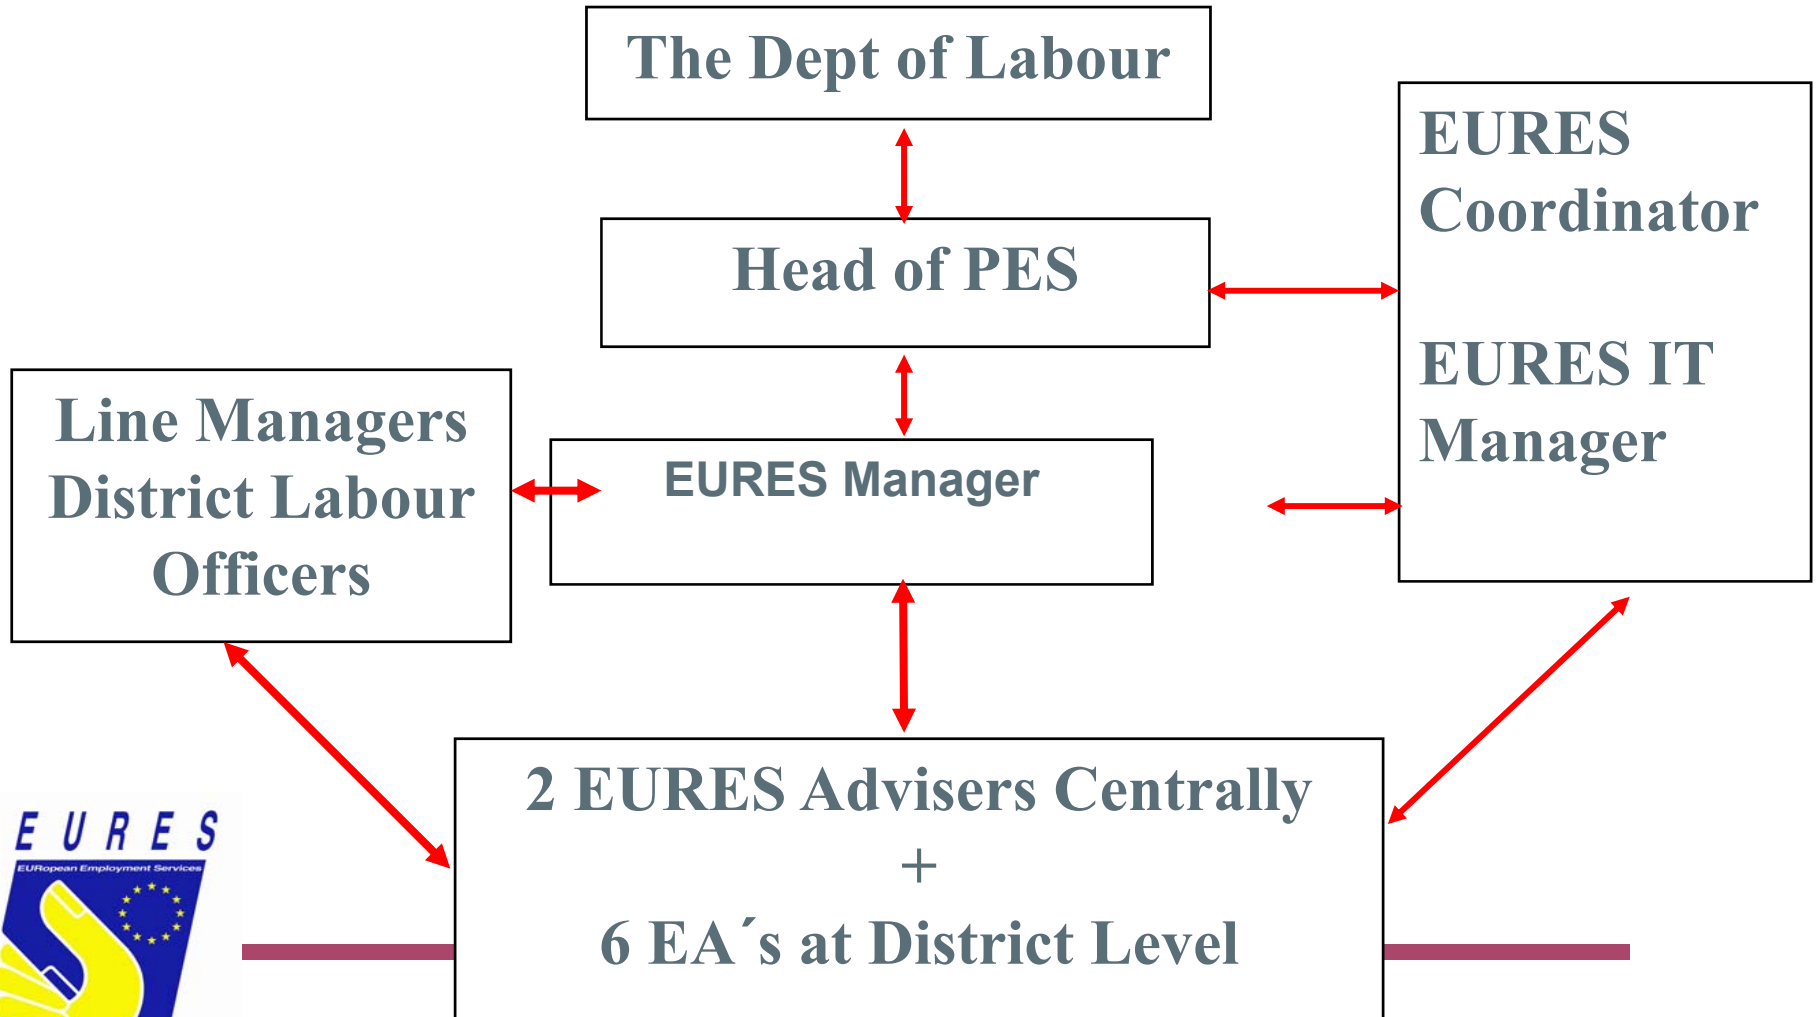 The Dept of Labour
EURES
Coordinator
EURES IT
Manager
Head of PES
Line Managers
District Labour
Officers
EURES Manager
2 EURES Advisers Centrally
+
6 EA´s at District Level
EURES
EURopean Employment Services